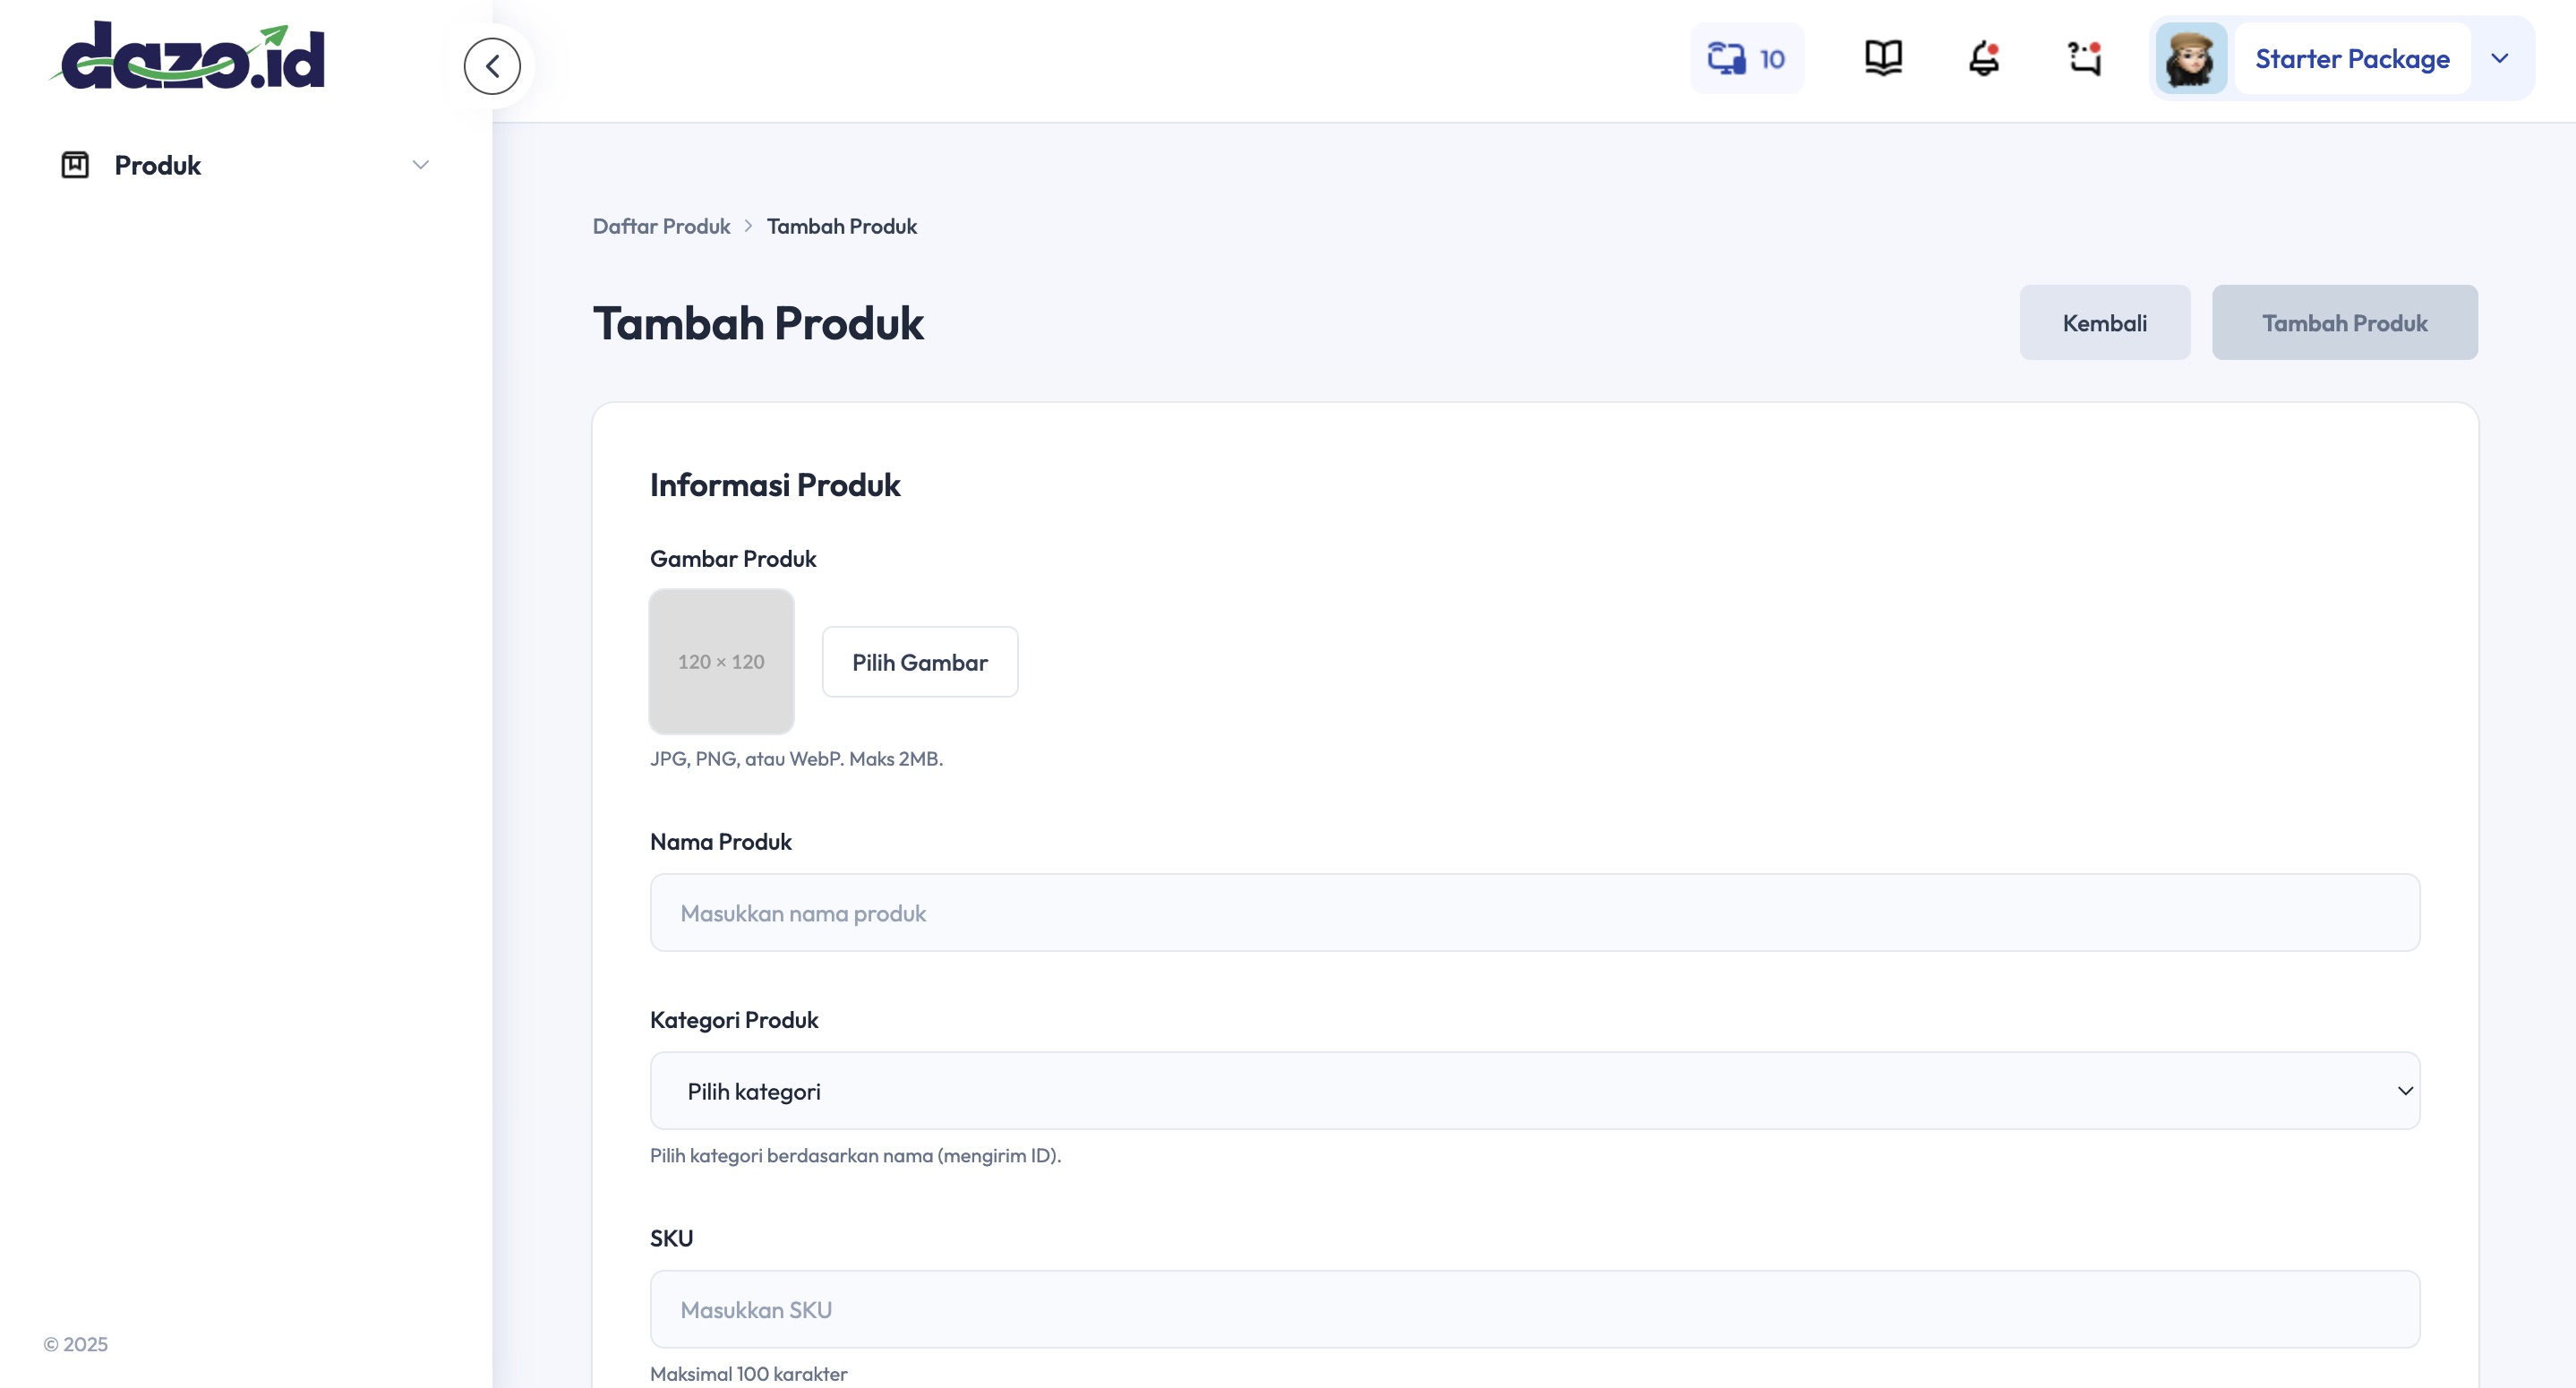 dazo.id
10
Starter Package
Produk
Daftar Produk > Tambah Produk
Tambah Produk
Kembali
Tambah Produk
Informasi Produk
Gambar Produk
120 × 120
Pilih Gambar
JPG, PNG, atau WebP. Maks 2MB.
Nama Produk
Masukkan nama produk
Kategori Produk
Pilih kategori
Pilih kategori berdasarkan nama (mengirim ID).
SKU
Masukkan SKU
Maksimal 100 karakter
© 2025